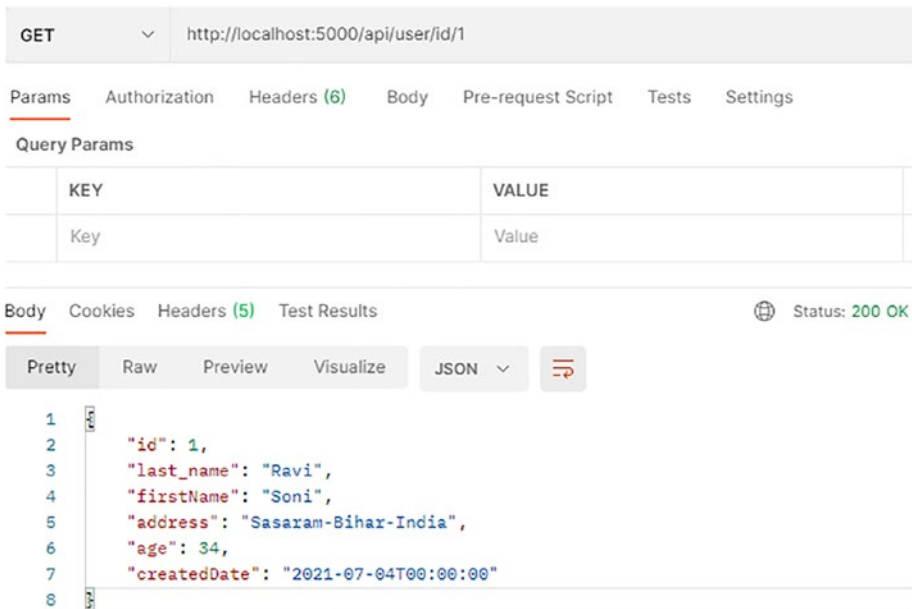 GET http://localhost:5000/api/user/id/1
Params Authorization Headers (6) Body Pre-request Script Tests Settings
Query Params
KEY VALUE
Key Value
Body Cookies Headers (5) Test Results Status: 200 OK
Pretty Raw Preview Visualize JSON
1 {
2 "id": 1,
3 "last_name": "Ravi",
4 "firstName": "Soni",
5 "address": "Sasaram-Bihar-India",
6 "age": 34,
7 "createdDate": "2021-07-04T00:00:00"
8 }